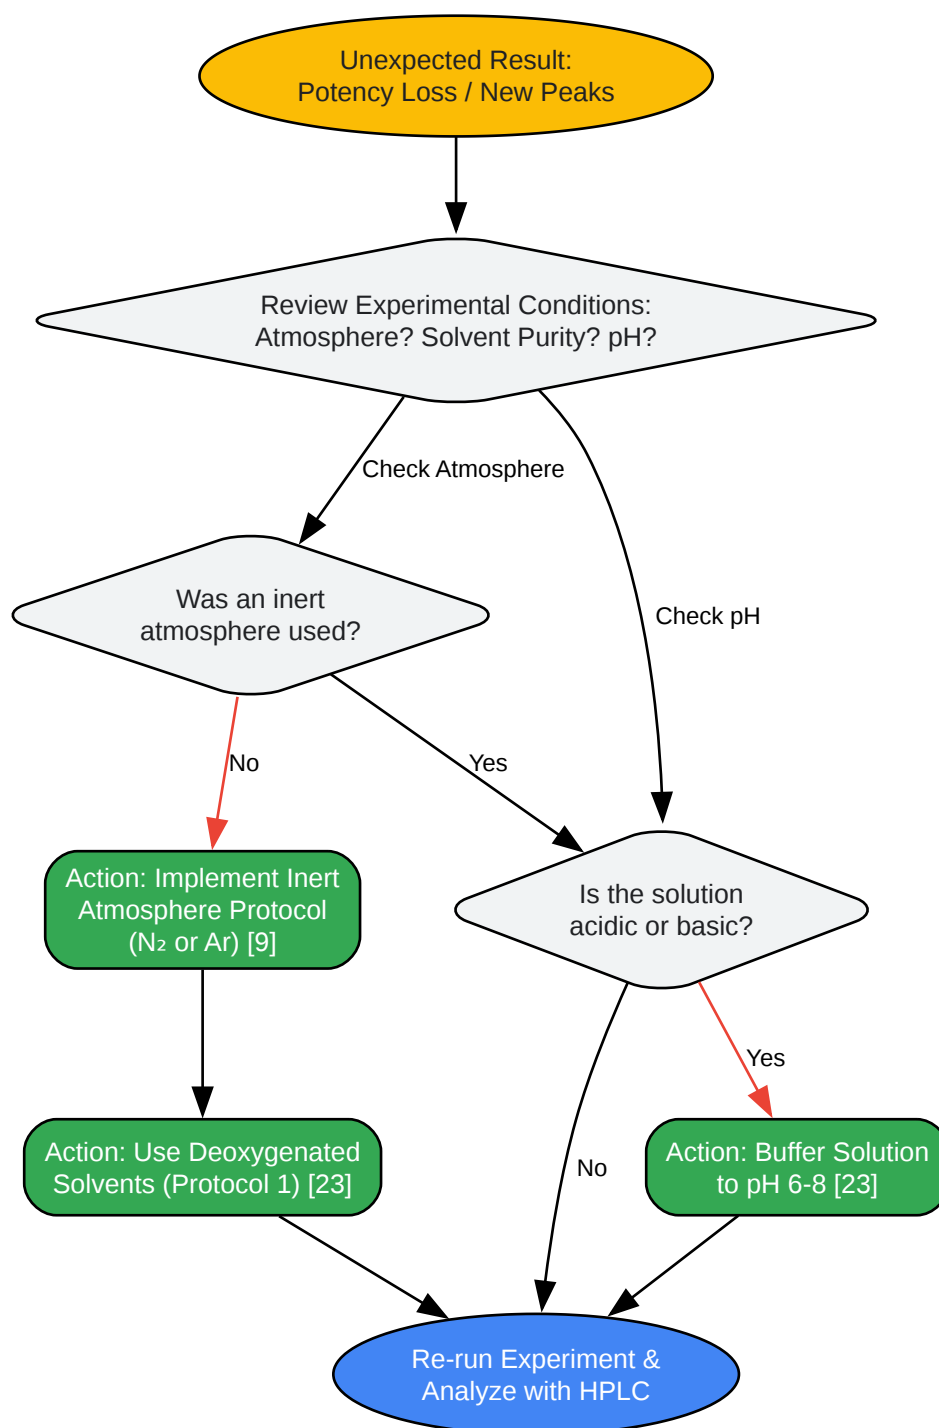 Unexpected Result:
Potency Loss / New Peaks
Review Experimental Conditions:
Atmosphere? Solvent Purity? pH?
Check Atmosphere
Was an inert
atmosphere used?
Check pH
No
Yes
Action: Implement Inert
Atmosphere Protocol
(N₂ or Ar) [9]
Is the solution
acidic or basic?
Yes
Action: Use Deoxygenated
Solvents (Protocol 1) [23]
No
Action: Buffer Solution
to pH 6-8 [23]
Re-run Experiment &
Analyze with HPLC